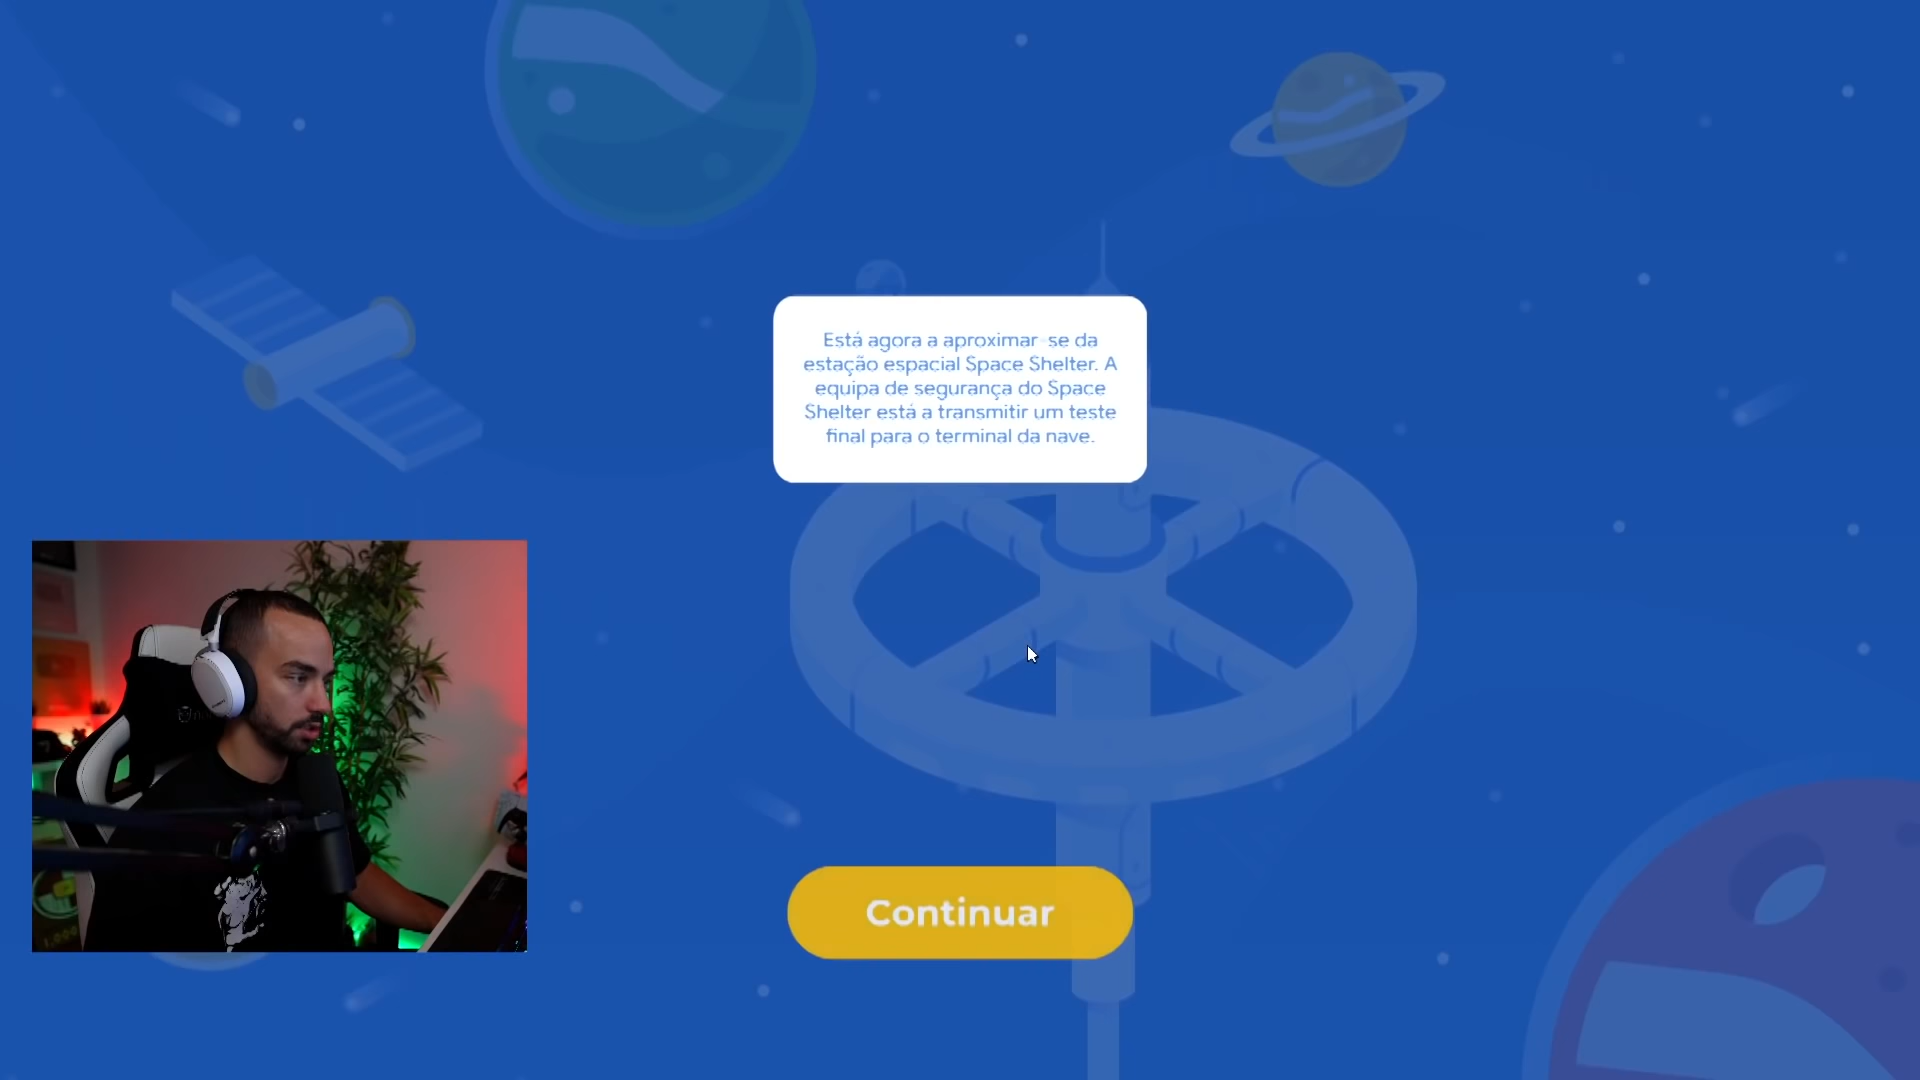 Está agora a aproximar-se da
estação espacial Space Shelter. A
equipa de segurança do Space
Shelter está a transmitir um teste
final para o terminal da nave.
Continuar